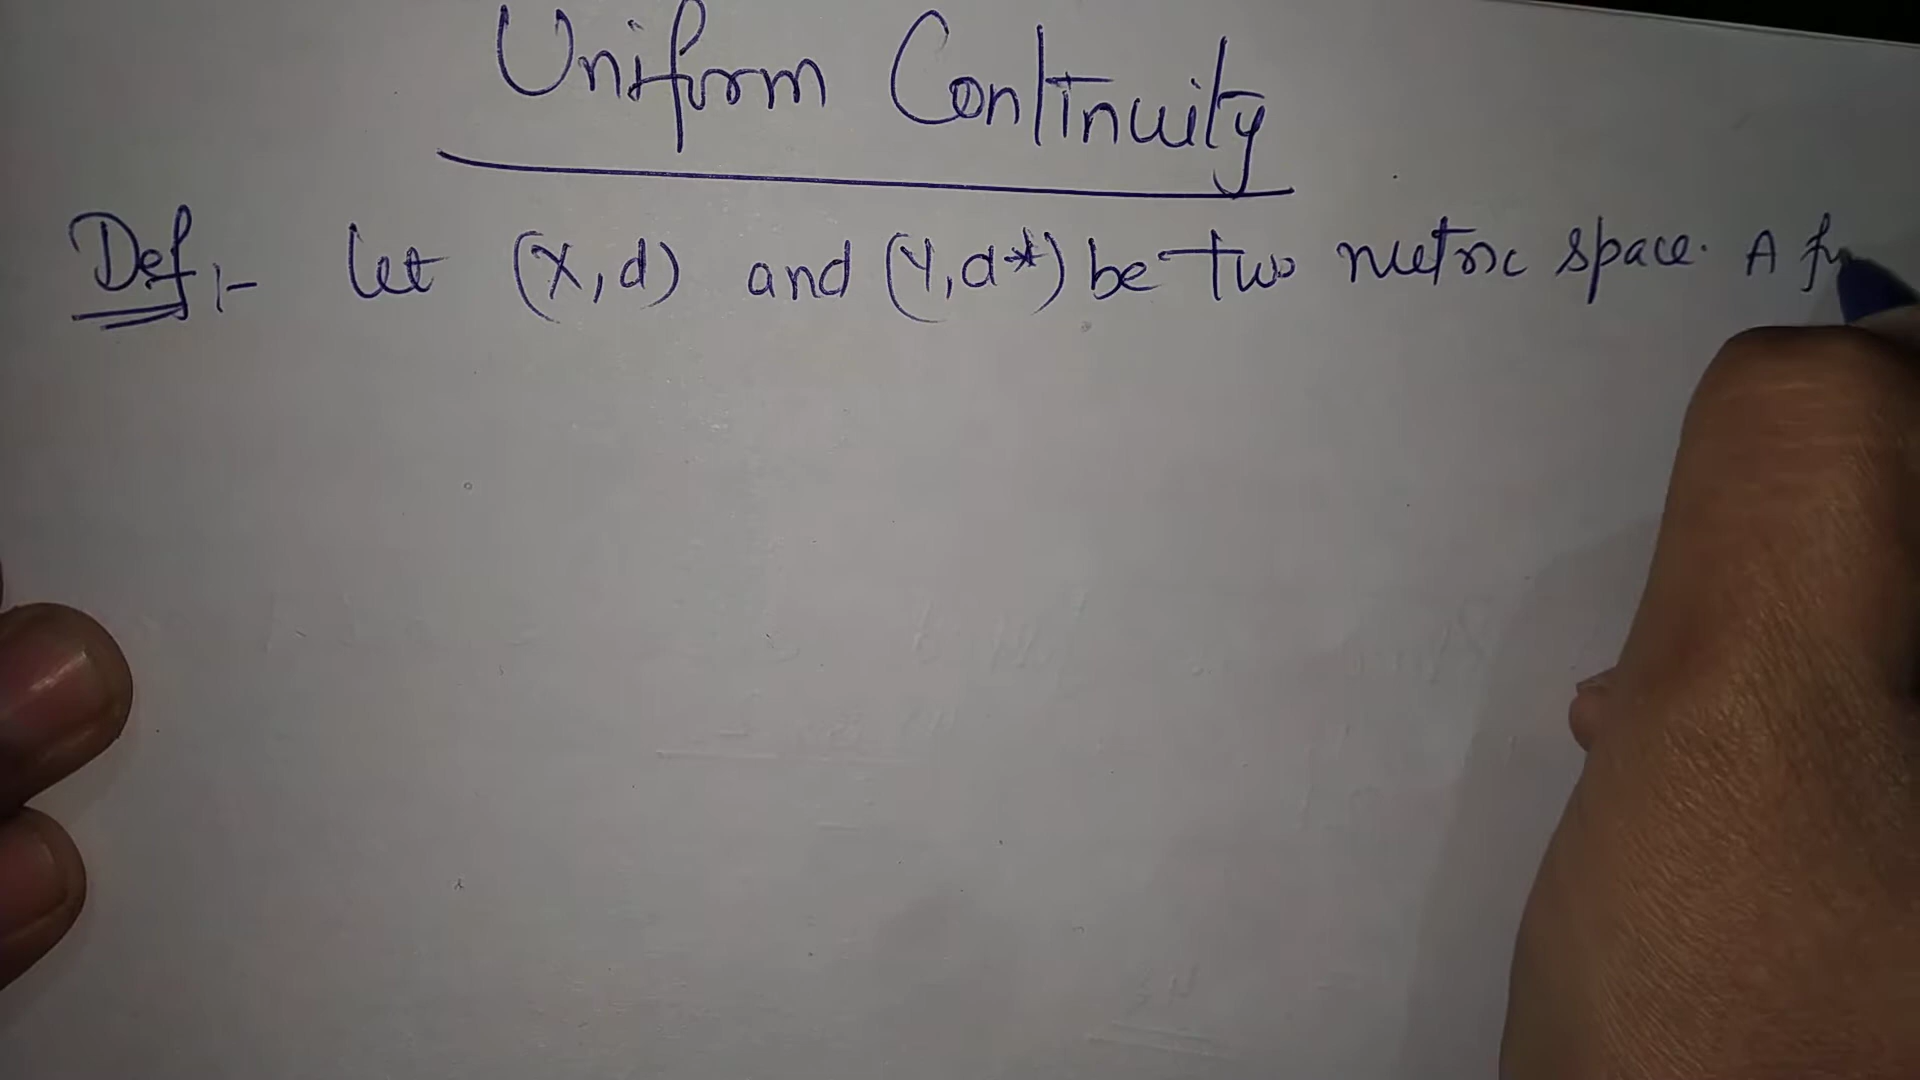 Uniform Continuity
Def:- let (X,d) and (Y,d*) be two metric space. A